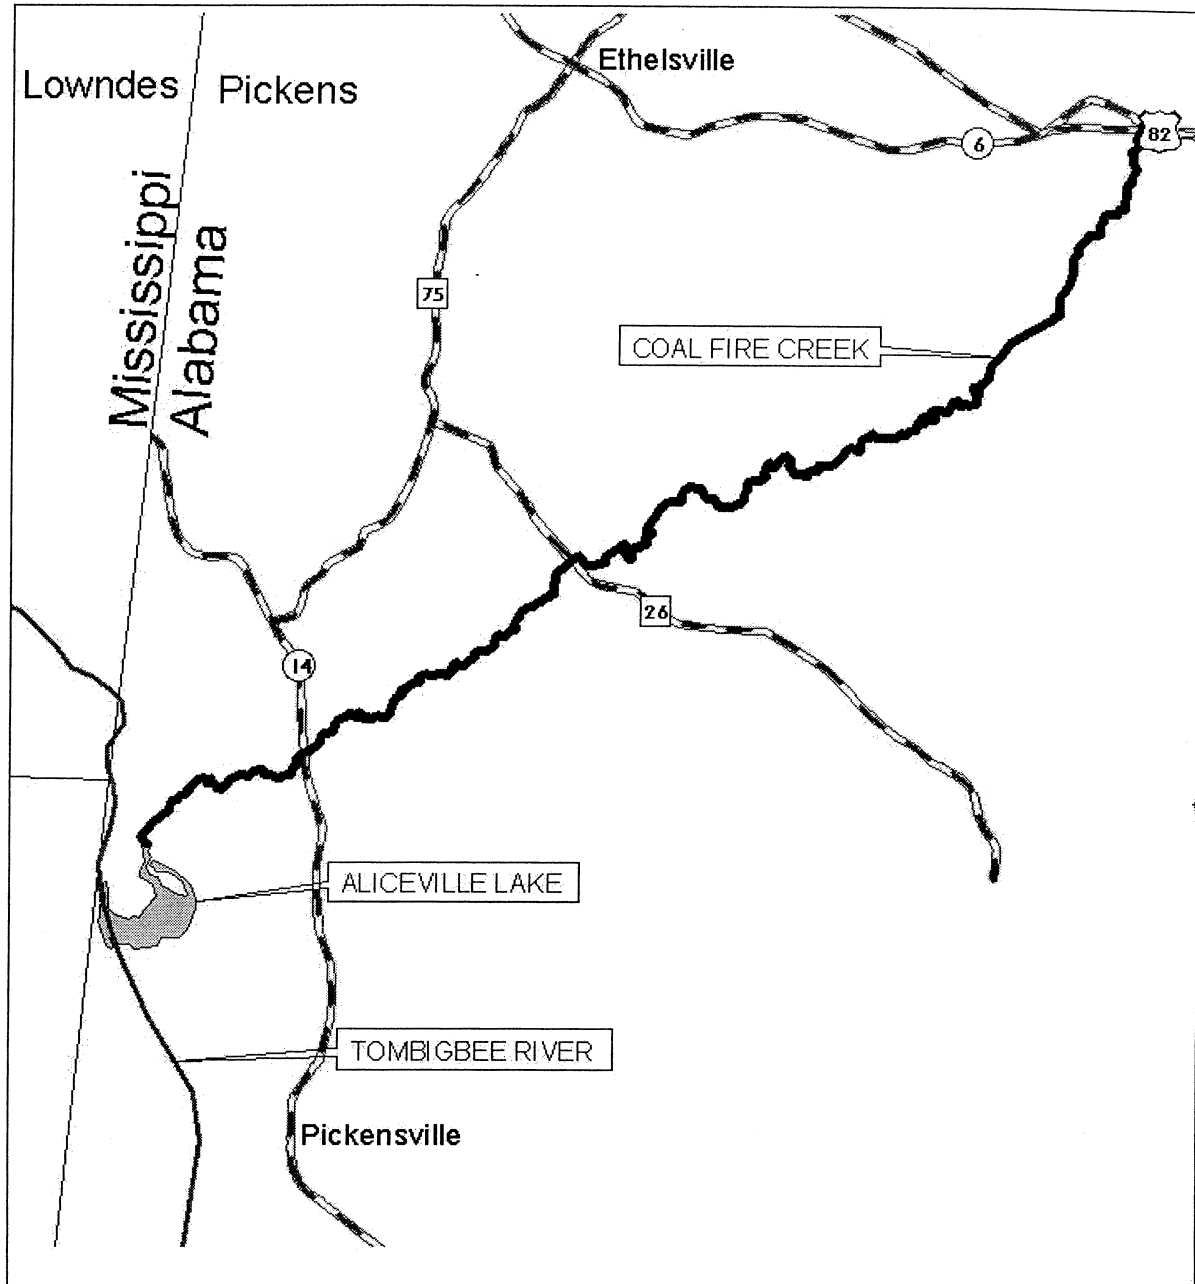 Ethelsville
Lowndes
Pickens
82
6
Mississippi
Alabama
75
COAL FIRE CREEK
26
14
ALICEVILLE LAKE
TOMBIGBEE RIVER
Pickensville